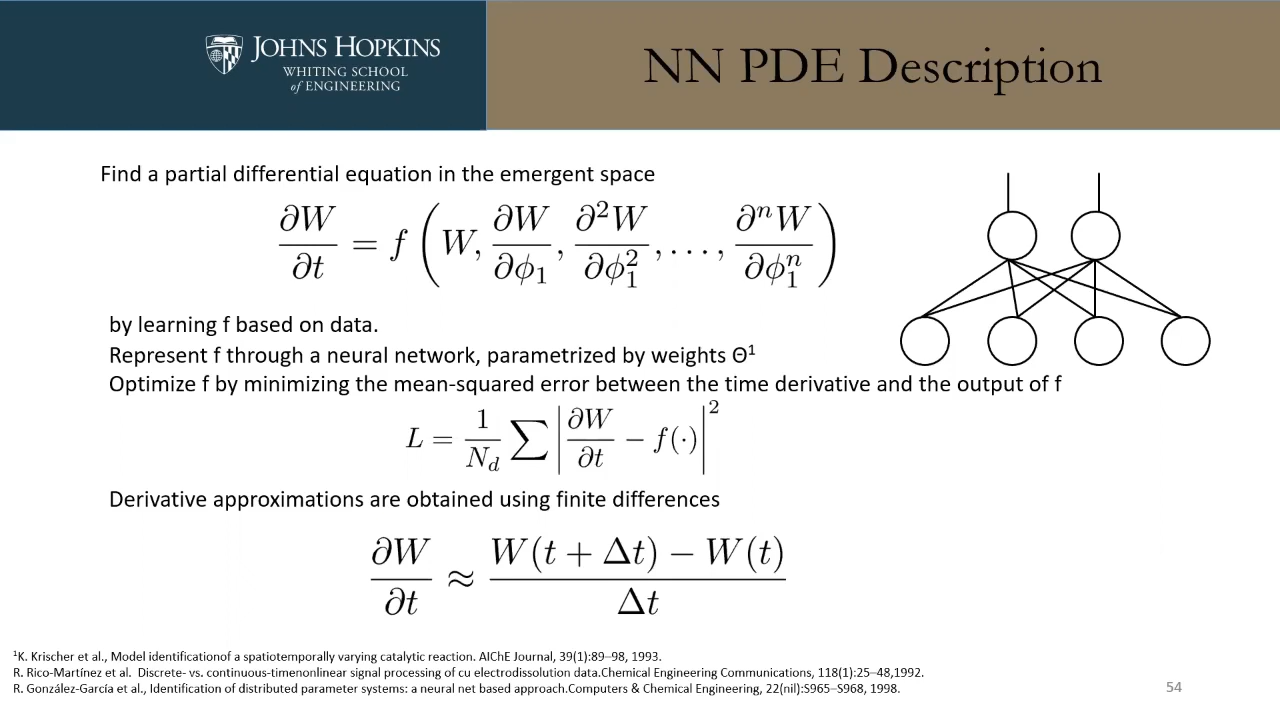 JOHNS HOPKINS
WHITING SCHOOL
of ENGINEERING
NN PDE Description
Find a partial differential equation in the emergent space
∂W/∂t = f(W, ∂W/∂ϕ₁, ∂²W/∂ϕ₁², . . . , ∂ⁿW/∂ϕ₁ⁿ)
by learning f based on data.
Represent f through a neural network, parametrized by weights Θ¹
Optimize f by minimizing the mean-squared error between the time derivative and the output of f
L = 1/N_d ∑ |∂W/∂t − f(·)|²
Derivative approximations are obtained using finite differences
∂W/∂t ≈ (W(t + Δt) − W(t))/Δt
¹K. Krischer et al., Model identificationof a spatiotemporally varying catalytic reaction. AIChE Journal, 39(1):89–98, 1993.
R. Rico-Martínez et al. Discrete- vs. continuous-timenonlinear signal processing of cu electrodissolution data.Chemical Engineering Communications, 118(1):25–48,1992.
R. González-García et al., Identification of distributed parameter systems: a neural net based approach.Computers & Chemical Engineering, 22(nil):S965–S968, 1998.
54